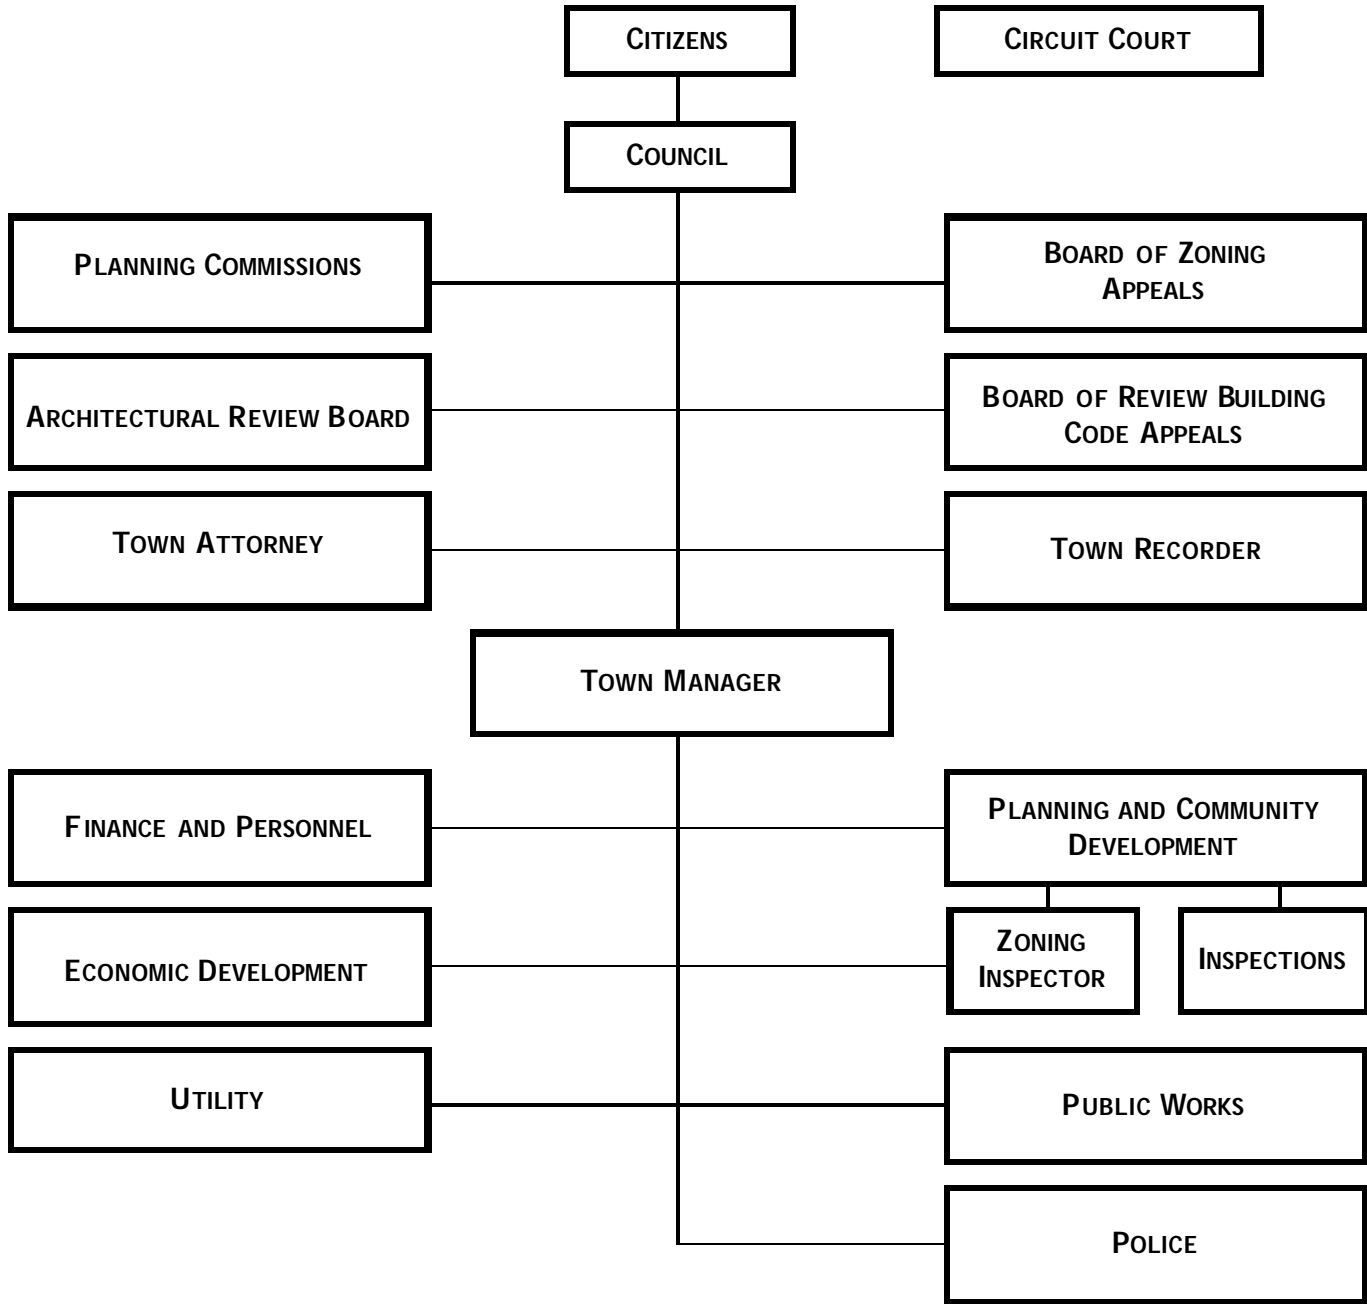 CITIZENS
CIRCUIT COURT
COUNCIL
PLANNING COMMISSIONS
BOARD OF ZONING
APPEALS
ARCHITECTURAL REVIEW BOARD
BOARD OF REVIEW BUILDING
CODE APPEALS
TOWN ATTORNEY
TOWN RECORDER
TOWN MANAGER
FINANCE AND PERSONNEL
PLANNING AND COMMUNITY
DEVELOPMENT
ECONOMIC DEVELOPMENT
ZONING
INSPECTOR
INSPECTIONS
UTILITY
PUBLIC WORKS
POLICE